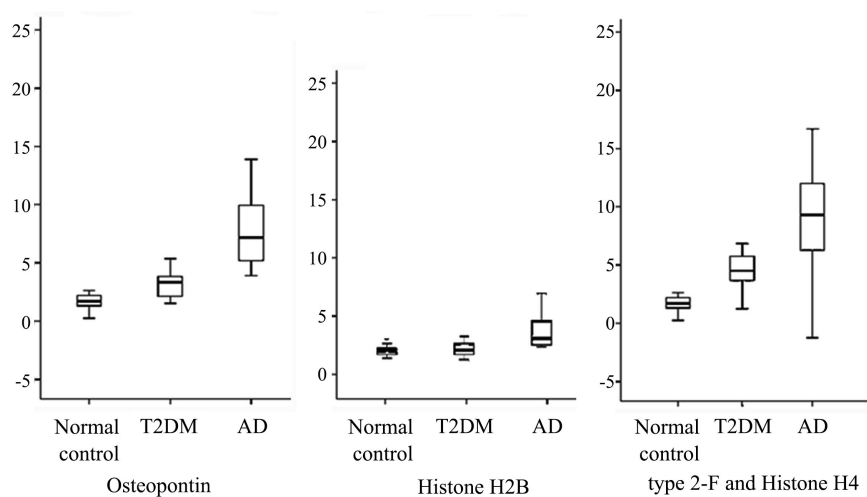 25
20
15
10
5
0
-5
Normal control
T2DM
AD
Osteopontin
25
20
15
10
5
0
Normal control
T2DM
AD
Histone H2B
25
20
15
10
5
0
-5
Normal control
T2DM
AD
type 2-F and Histone H4